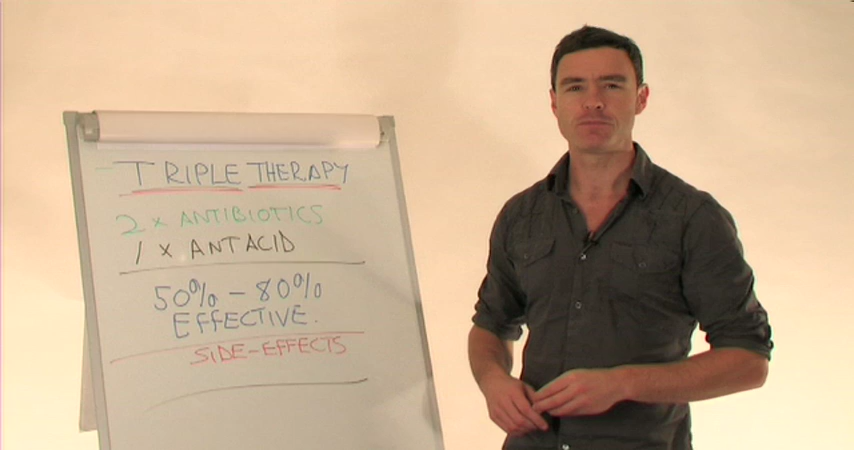 TRIPLE THERAPY
2 x ANTIBIOTICS
1 x ANTACID
50% - 80%
EFFECTIVE.
SIDE-EFFECTS